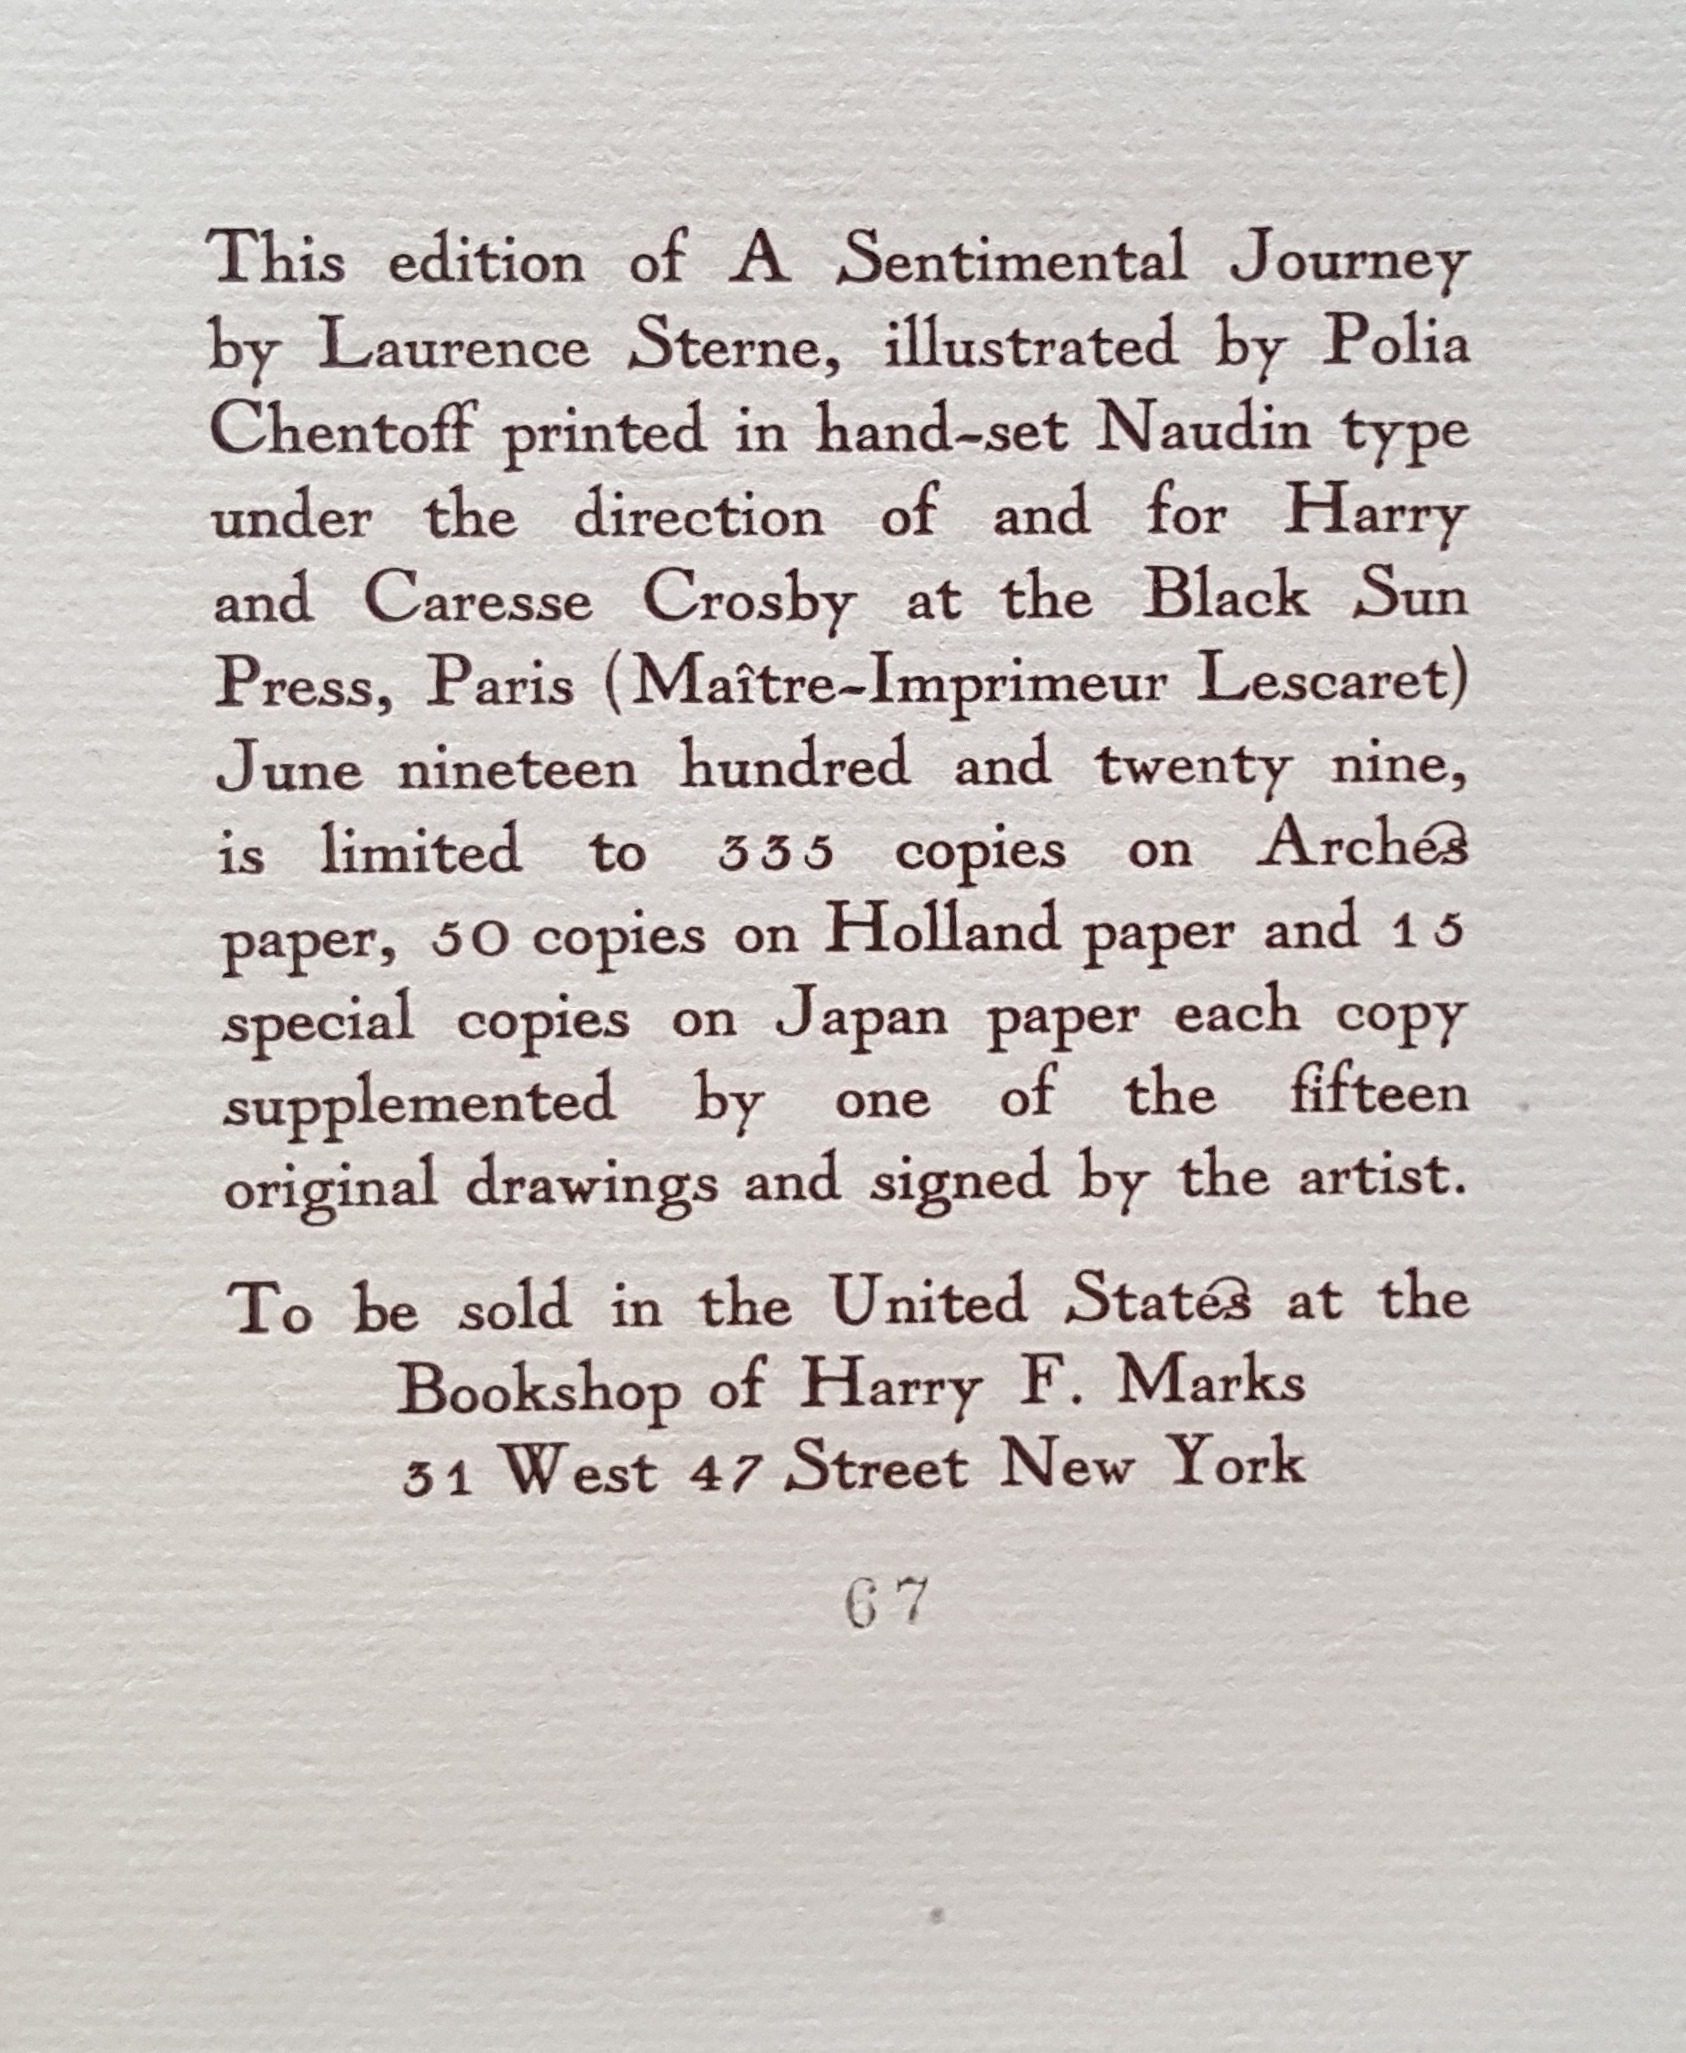 This edition of A Sentimental Journey
by Laurence Sterne, illustrated by Polia
Chentoff printed in hand-set Naudin type
under the direction of and for Harry
and Caresse Crosby at the Black Sun
Press, Paris (Maître-Imprimeur Lescaret)
June nineteen hundred and twenty nine,
is limited to 335 copies on Arches
paper, 50 copies on Holland paper and 15
special copies on Japan paper each copy
supplemented by one of the fifteen
original drawings and signed by the artist.
To be sold in the United States at the
Bookshop of Harry F. Marks
31 West 47 Street New York
67